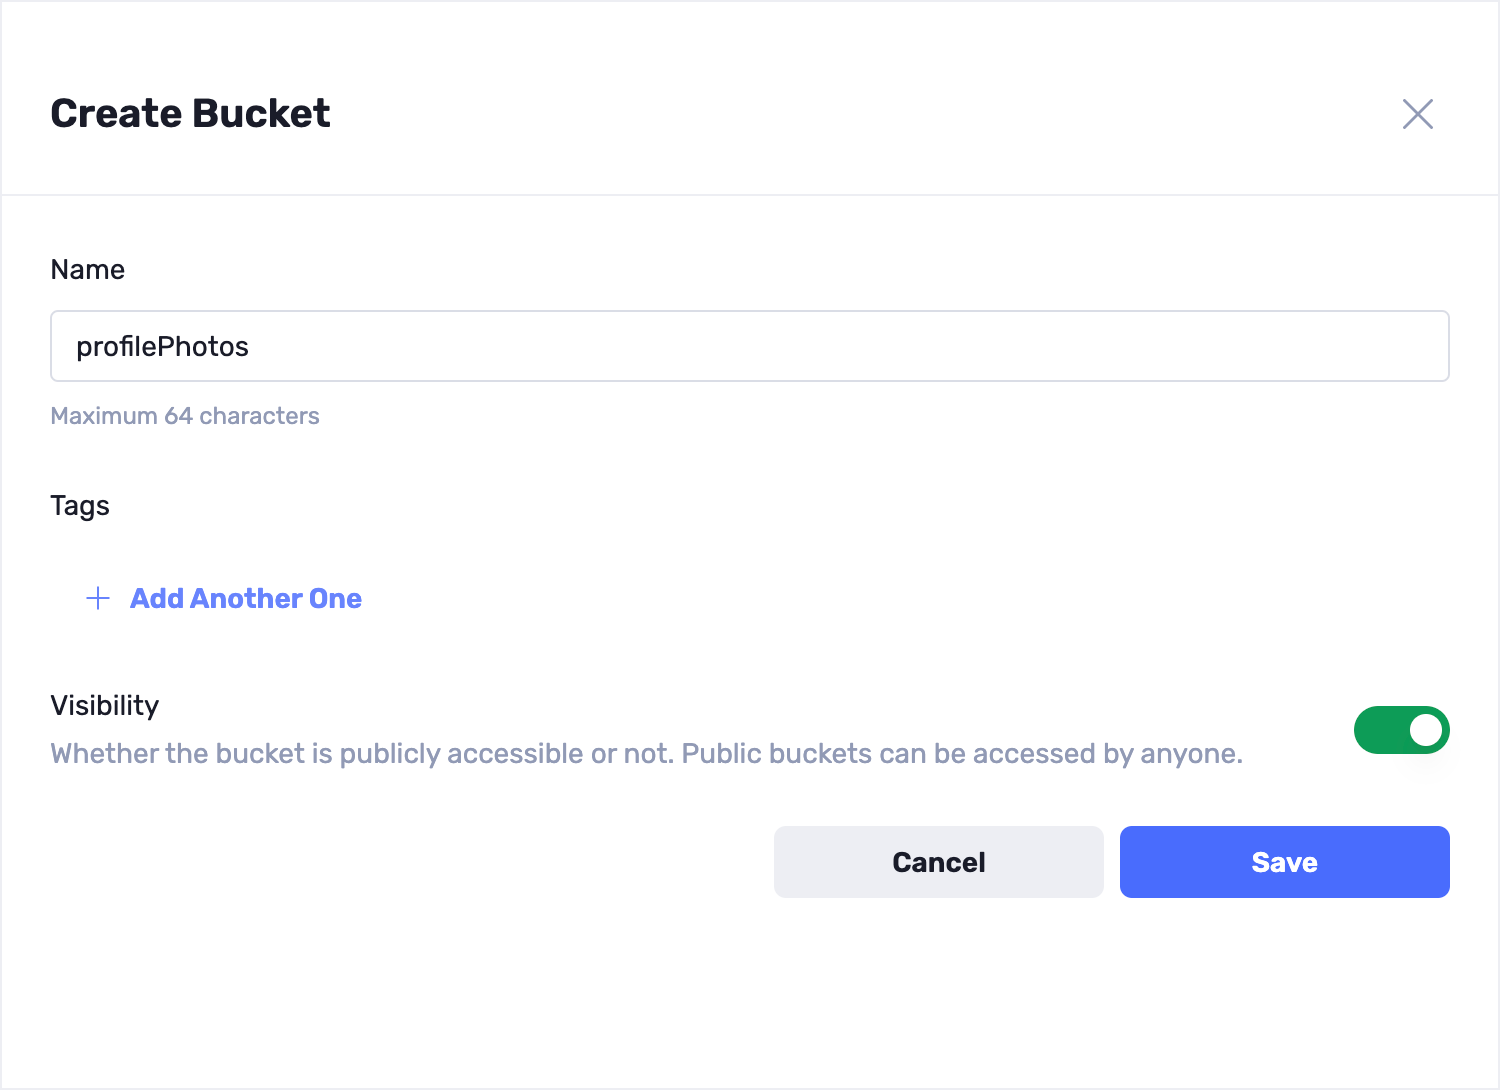 Create Bucket
Name
profilePhotos
Maximum 64 characters
Tags
Add Another One
Visibility
Whether the bucket is publicly accessible or not. Public buckets can be accessed by anyone.
Cancel
Save